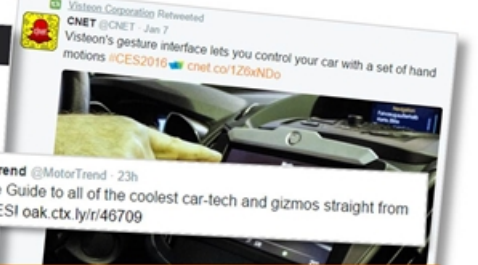 Visteon Corporation Retweeted
CNET @CNET · Jan 7
Visteon's gesture interface lets you control your car with a set of hand
motions #CES2016 cnet.co/1Z6xNDo
Navigation
rend @MotorTrend · 23h
e Guide to all of the coolest car-tech and gizmos straight from
ES! oak.ctx.ly/r/46709